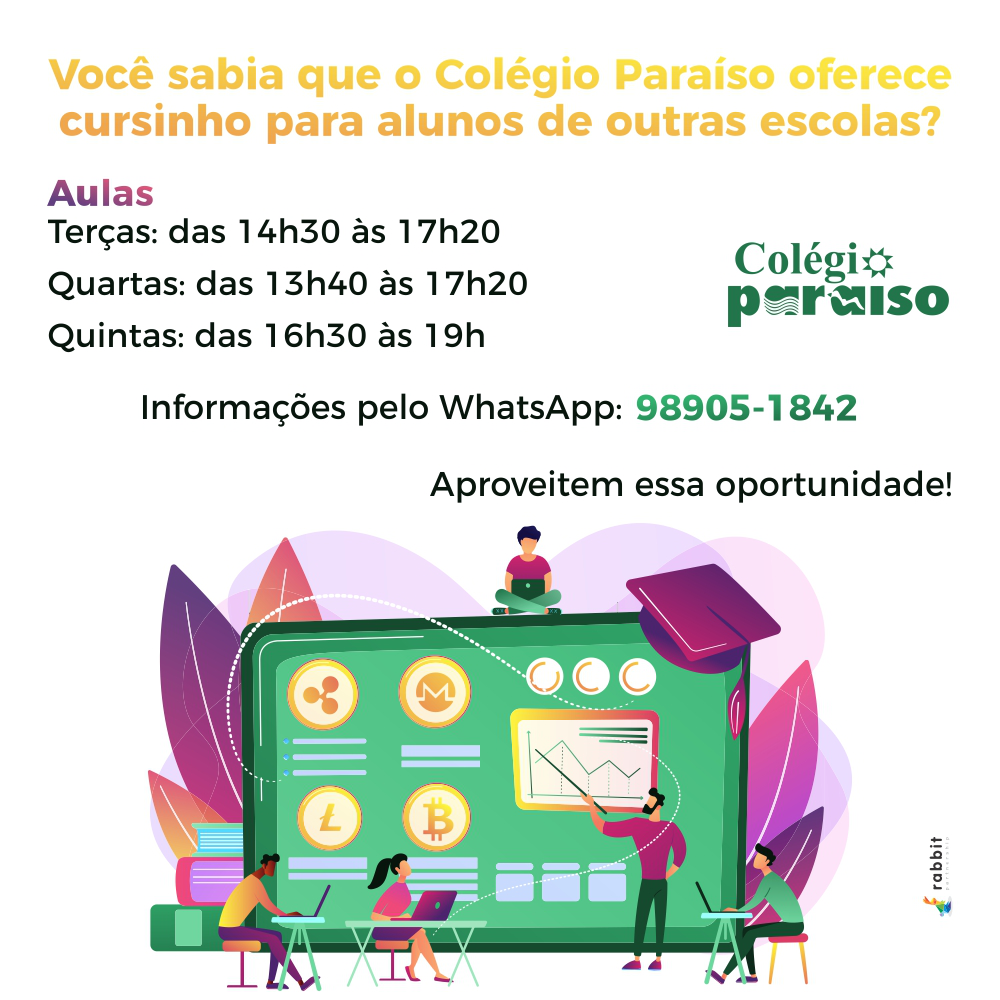 Você sabia que o Colégio Paraíso oferece
cursinho para alunos de outras escolas?
Aulas
Terças: das 14h30 às 17h20
Quartas: das 13h40 às 17h20
Quintas: das 16h30 às 19h
Colégio
paraiso
Informações pelo WhatsApp: 98905-1842
Aproveitem essa oportunidade!
rabbit